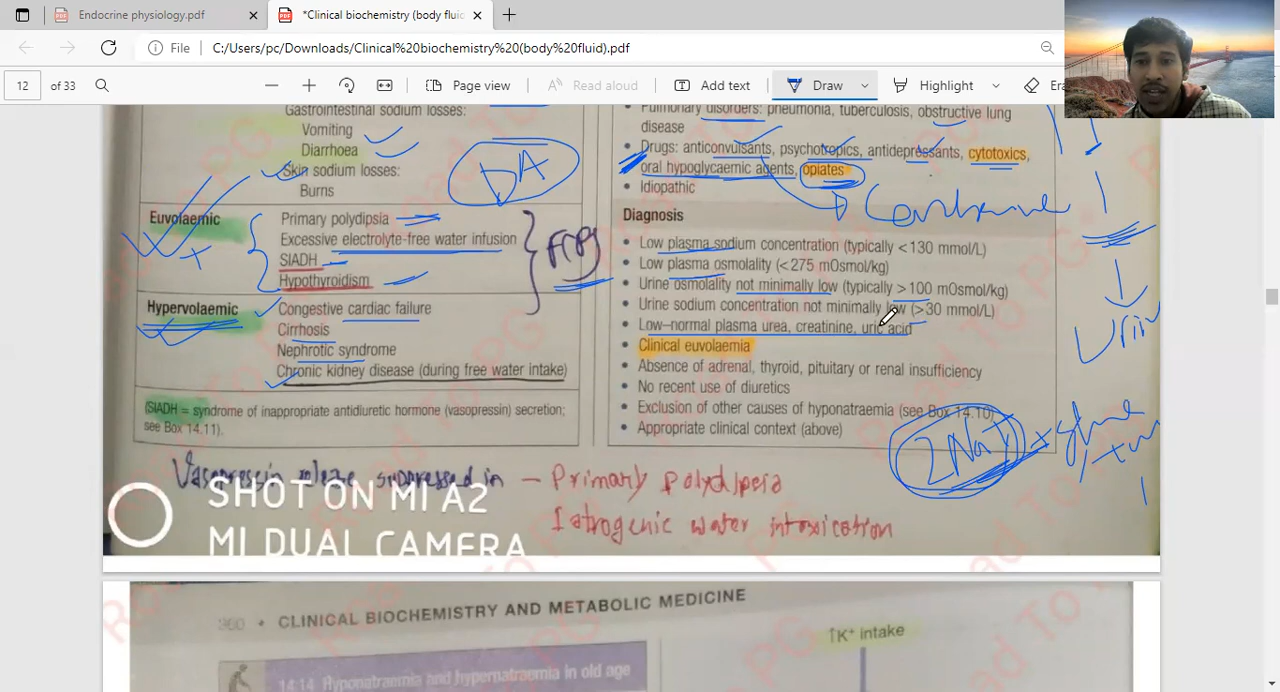 Endocrine physiology.pdf
*Clinical biochemistry (body fluid
File
C:/Users/pc/Downloads/Clinical%20biochemistry%20(body%20fluid).pdf
12 of 33
Page view
Read aloud
Add text
Draw
Highlight
Gastrointestinal sodium losses:
Vomiting
Diarrhoea
Skin sodium losses:
Burns
Euvolaemic
Primary polydipsia
Excessive electrolyte-free water infusion
SIADH
Hypothyroidism
Hypervolaemic
Congestive cardiac failure
Cirrhosis
Nephrotic syndrome
Chronic kidney disease (during free water intake)
(SIADH = syndrome of inappropriate antidiuretic hormone (vasopressin) secretion;
see Box 14.11).
DA
• Pulmonary disorders: pneumonia, tuberculosis, obstructive lung
disease
• Drugs: anticonvulsants, psychotropics, antidepressants, cytotoxics,
oral hypoglycaemic agents, opiates
• Idiopathic
Diagnosis
• Low plasma sodium concentration (typically <130 mmol/L)
• Low plasma osmolality (<275 mOsmol/kg)
• Urine osmolality not minimally low (typically >100 mOsmol/kg)
• Urine sodium concentration not minimally low (>30 mmol/L)
• Low–normal plasma urea, creatinine, uric acid
• Clinical euvolaemia
• Absence of adrenal, thyroid, pituitary or renal insufficiency
• No recent use of diuretics
• Exclusion of other causes of hyponatraemia (see Box 14.10)
• Appropriate clinical context (above)
Vasopressin release suppressed in – Primary polydipsia
Iatrogenic water intoxication
SHOT ON MI A2
MI DUAL CAMERA
360 • CLINICAL BIOCHEMISTRY AND METABOLIC MEDICINE
14.14 Hyponatraemia and hypernatraemia in old age
↑K⁺ intake